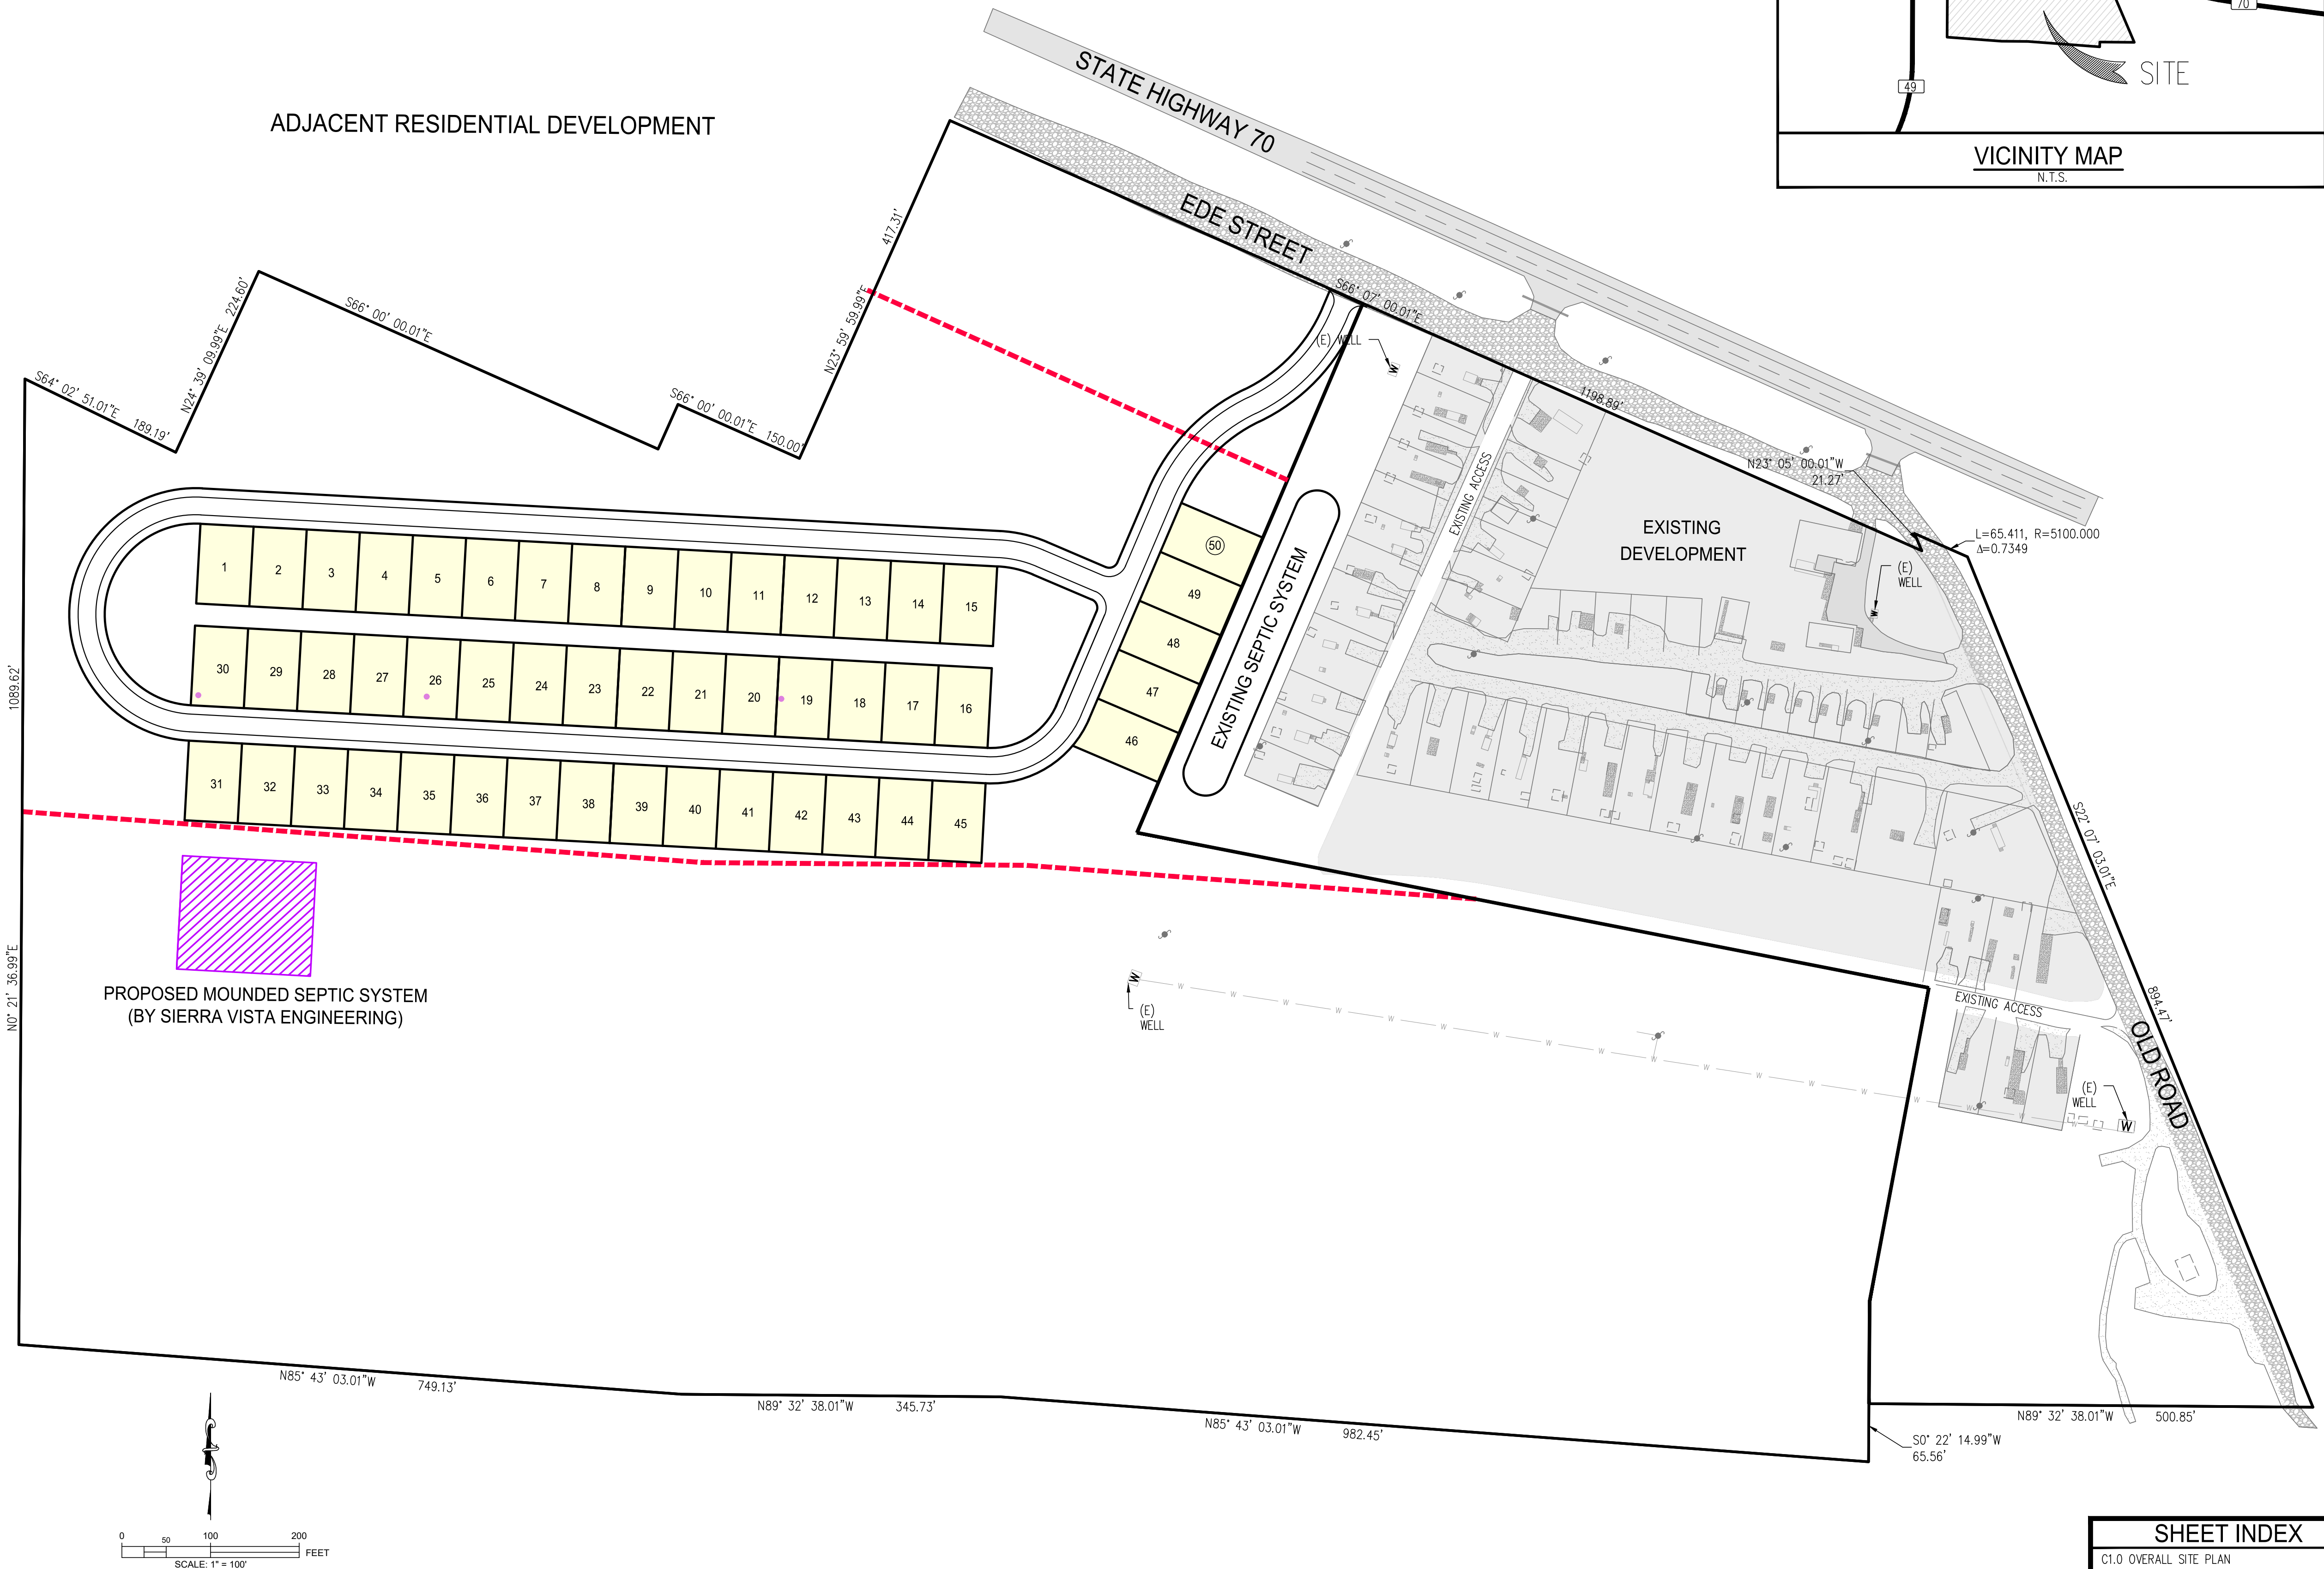 70
SITE
49
VICINITY MAP
N.T.S.
ADJACENT RESIDENTIAL DEVELOPMENT
STATE HIGHWAY 70
EDE STREET
S64° 02' 51.01"E 189.19'
N24° 39' 09.99"E 224.60'
S66° 00' 00.01"E
S66° 00' 00.01"E 150.00'
N23° 59' 59.99"E 417.31'
S66° 07' 00.01"E
1198.89'
(E) WELL
W
EXISTING ACCESS
N23° 05' 00.01"W
21.27'
L=65.411, R=5100.000
Δ=0.7349
EXISTING
DEVELOPMENT
(E)
WELL
W
1 2 3 4 5 6 7 8 9 10 11 12 13 14 15
30 29 28 27 26 25 24 23 22 21 20 19 18 17 16
31 32 33 34 35 36 37 38 39 40 41 42 43 44 45
50
49
48
47
46
EXISTING SEPTIC SYSTEM
N0° 21' 36.99"E 1089.62'
PROPOSED MOUNDED SEPTIC SYSTEM
(BY SIERRA VISTA ENGINEERING)
W
(E)
WELL
W W W W W W W W W W W W W W W W W W
S22° 07' 03.01"E
894.47'
EXISTING ACCESS
OLD ROAD
(E)
WELL
W
N85° 43' 03.01"W 749.13'
N89° 32' 38.01"W 345.73'
N85° 43' 03.01"W 982.45'
N89° 32' 38.01"W 500.85'
S0° 22' 14.99"W
65.56'
0 50 100 200
FEET
SCALE: 1" = 100'
SHEET INDEX
C1.0 OVERALL SITE PLAN